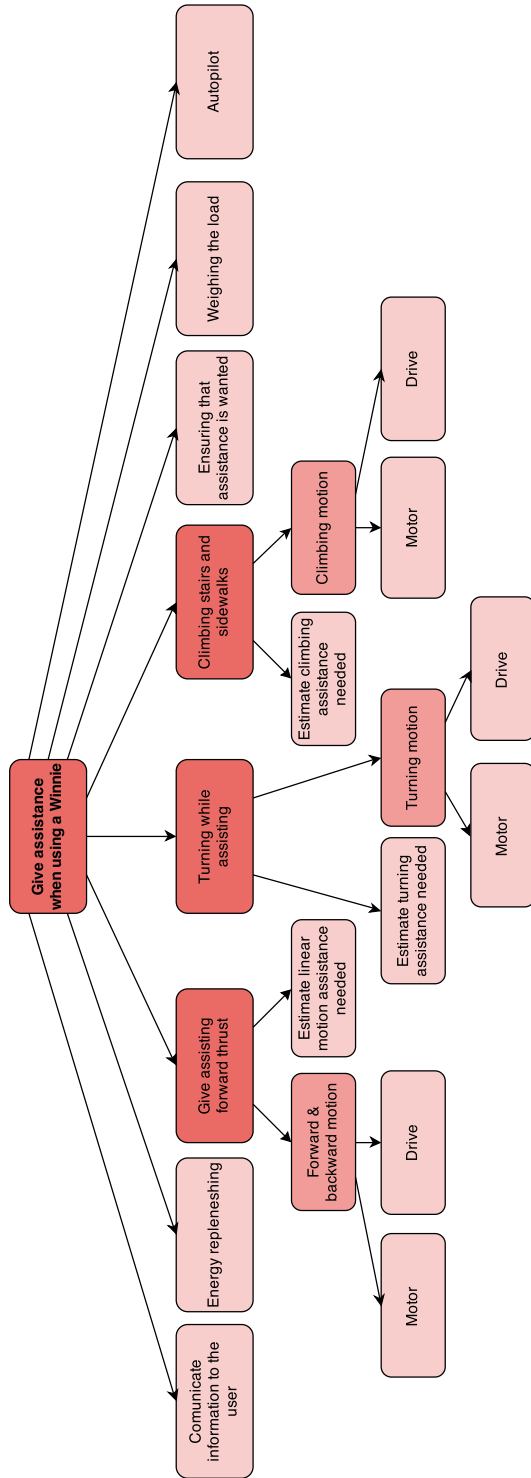 Give assistance
when using a Winnie
Comunicate
information to the
user
Energy repleneshing
Give assisting
forward thrust
Turning while
assisting
Climbing stairs and
sidewalks
Ensuring that
assistance is wanted
Weighing the load
Autopilot
Forward &
backward motion
Estimate linear
motion assistance
needed
Estimate climbing
assistance
needed
Climbing motion
Motor
Drive
Estimate turning
assistance needed
Turning motion
Motor
Drive
Motor
Drive